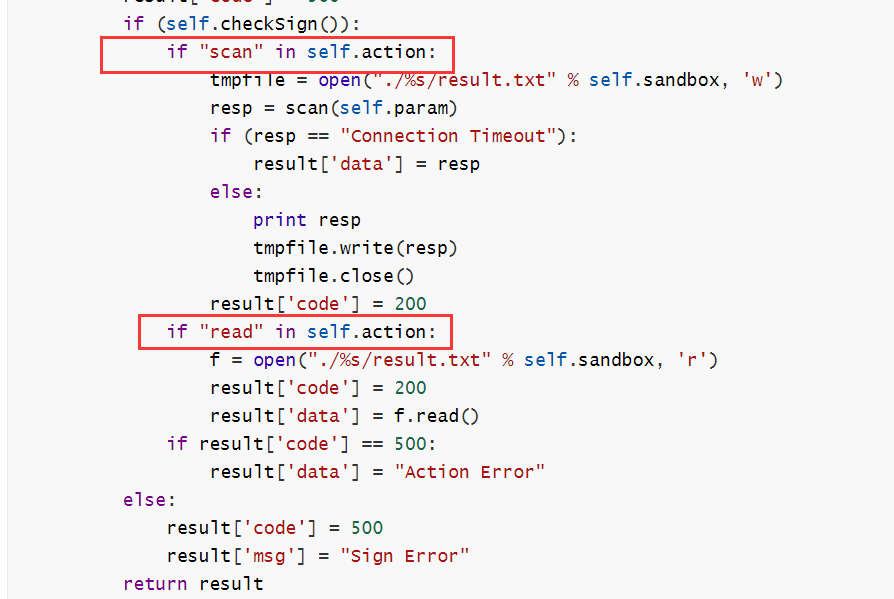 if (self.checkSign()):
if "scan" in self.action:
tmpfile = open("./%s/result.txt" % self.sandbox, 'w')
resp = scan(self.param)
if (resp == "Connection Timeout"):
result['data'] = resp
else:
print resp
tmpfile.write(resp)
tmpfile.close()
result['code'] = 200
if "read" in self.action:
f = open("./%s/result.txt" % self.sandbox, 'r')
result['code'] = 200
result['data'] = f.read()
if result['code'] == 500:
result['data'] = "Action Error"
else:
result['code'] = 500
result['msg'] = "Sign Error"
return result